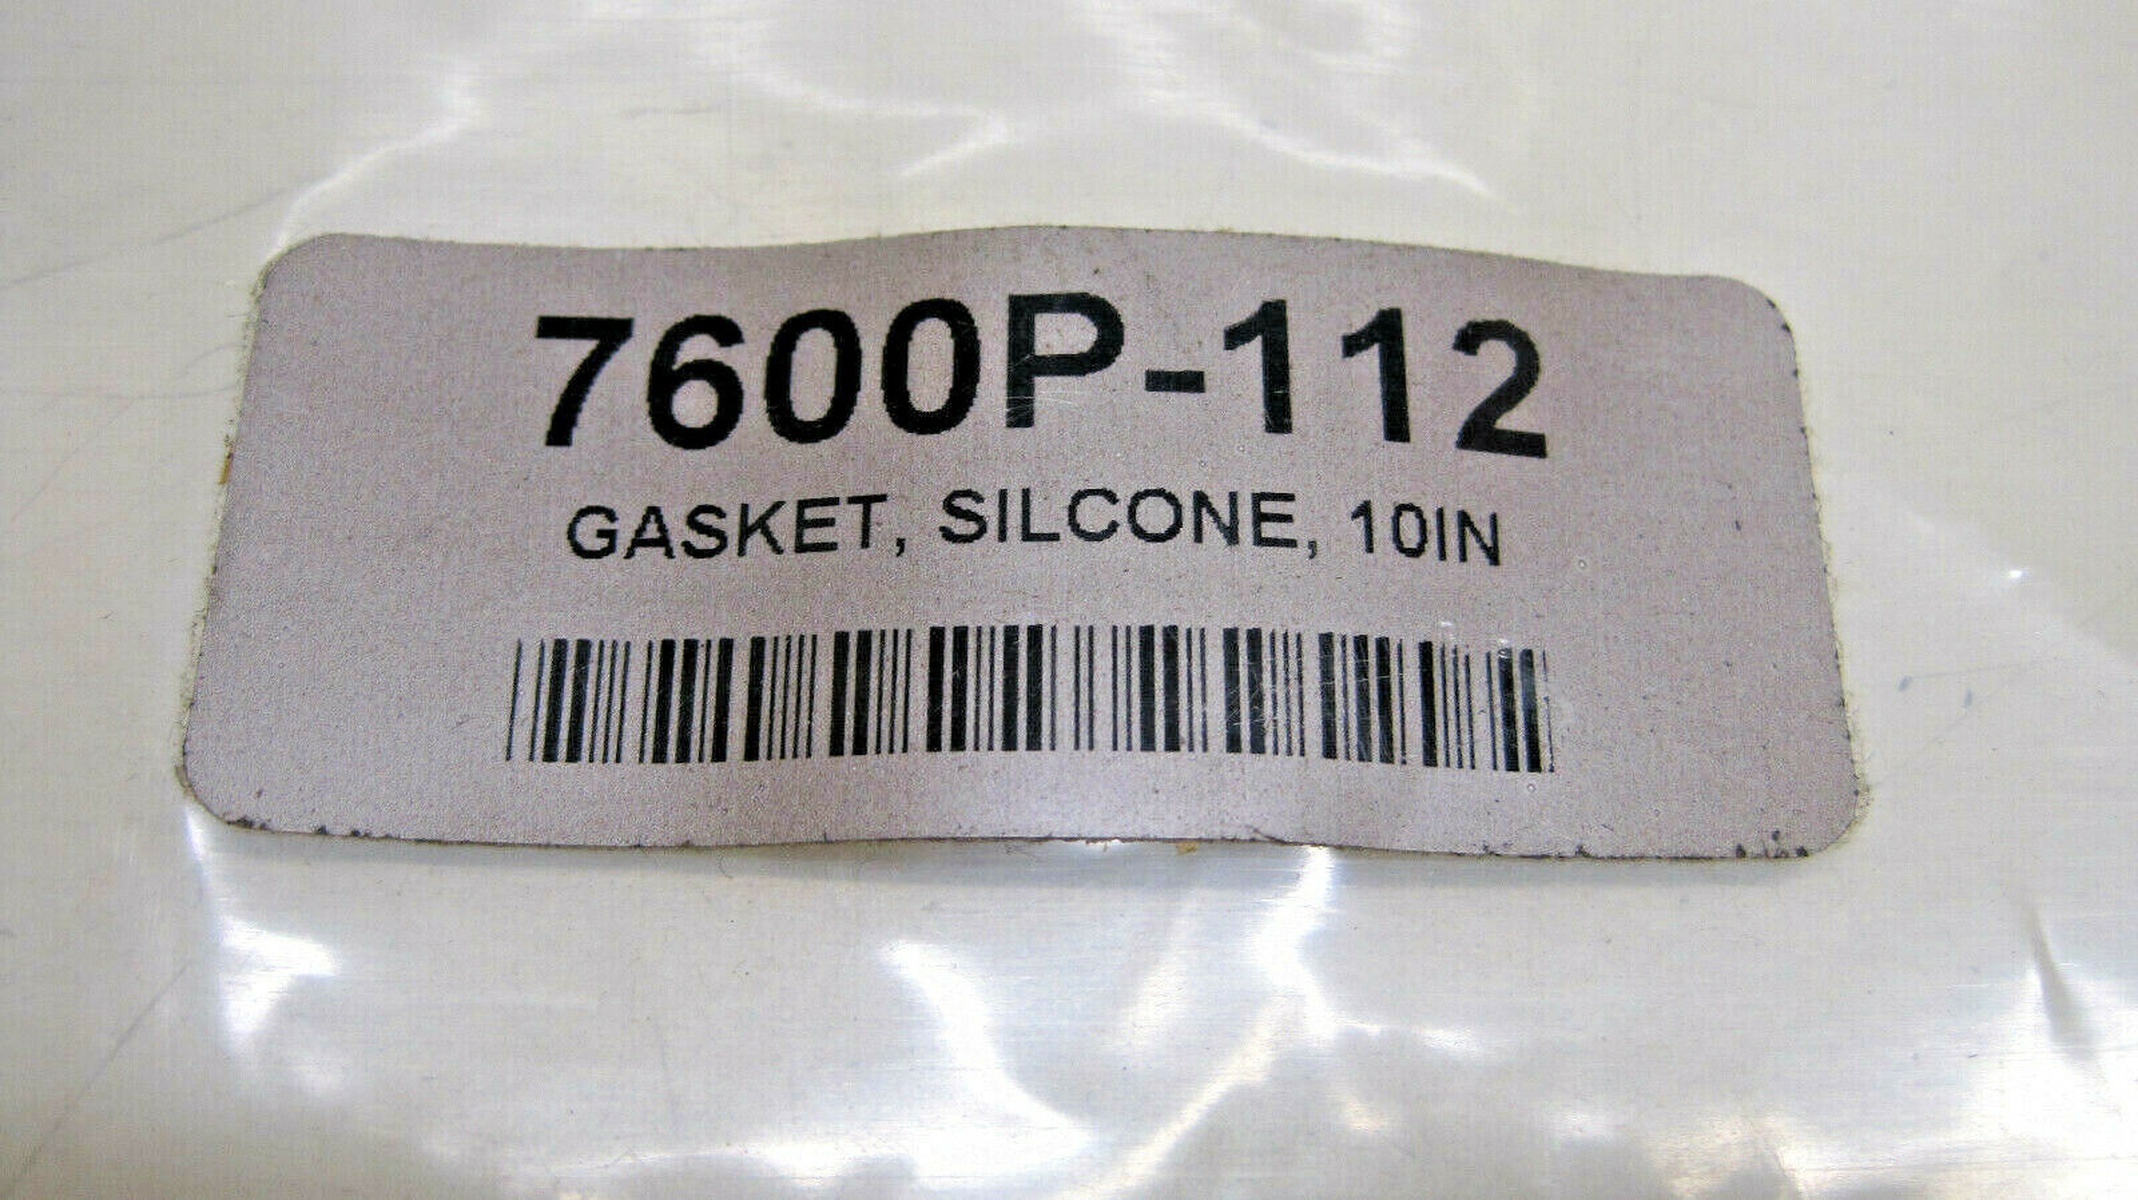 7600P-112
GASKET, SILCONE, 10IN